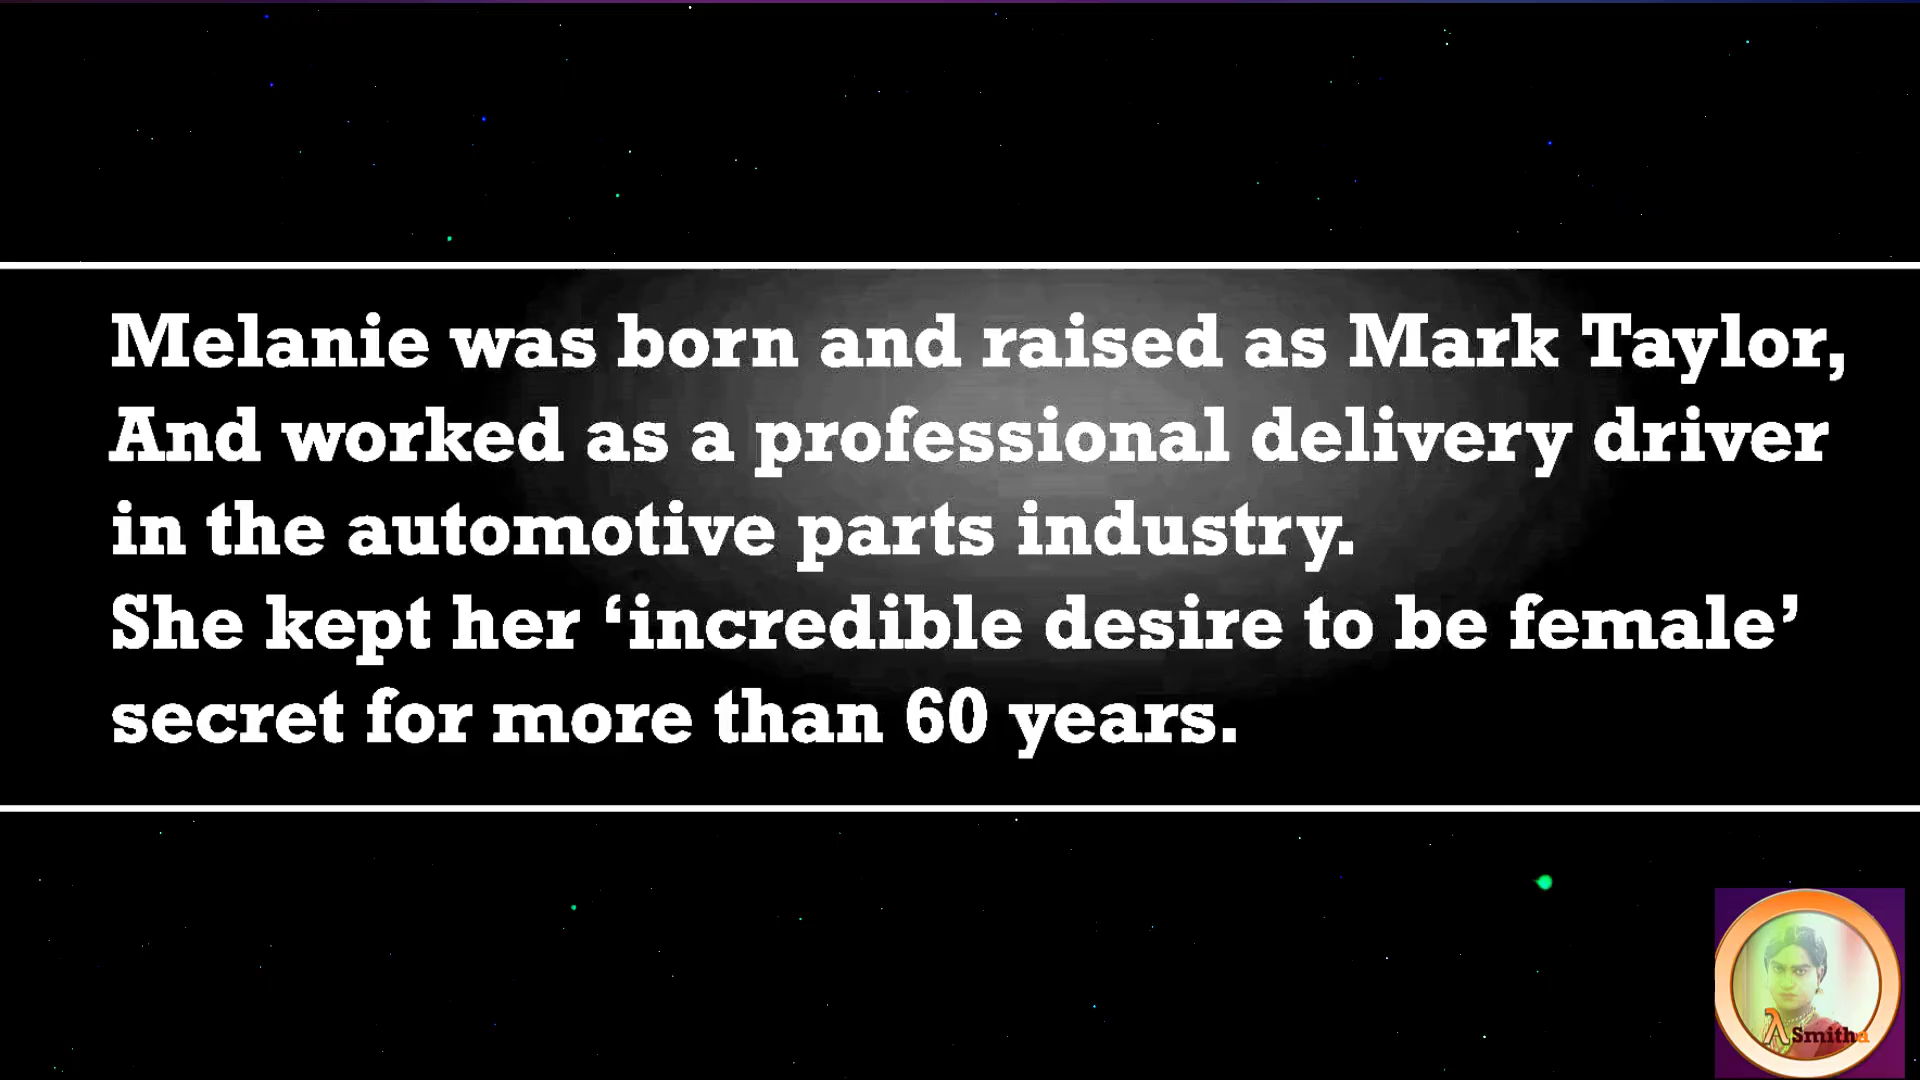 Melanie was born and raised as Mark Taylor,
And worked as a professional delivery driver
in the automotive parts industry.
She kept her ‘incredible desire to be female’
secret for more than 60 years.
λ Smitha